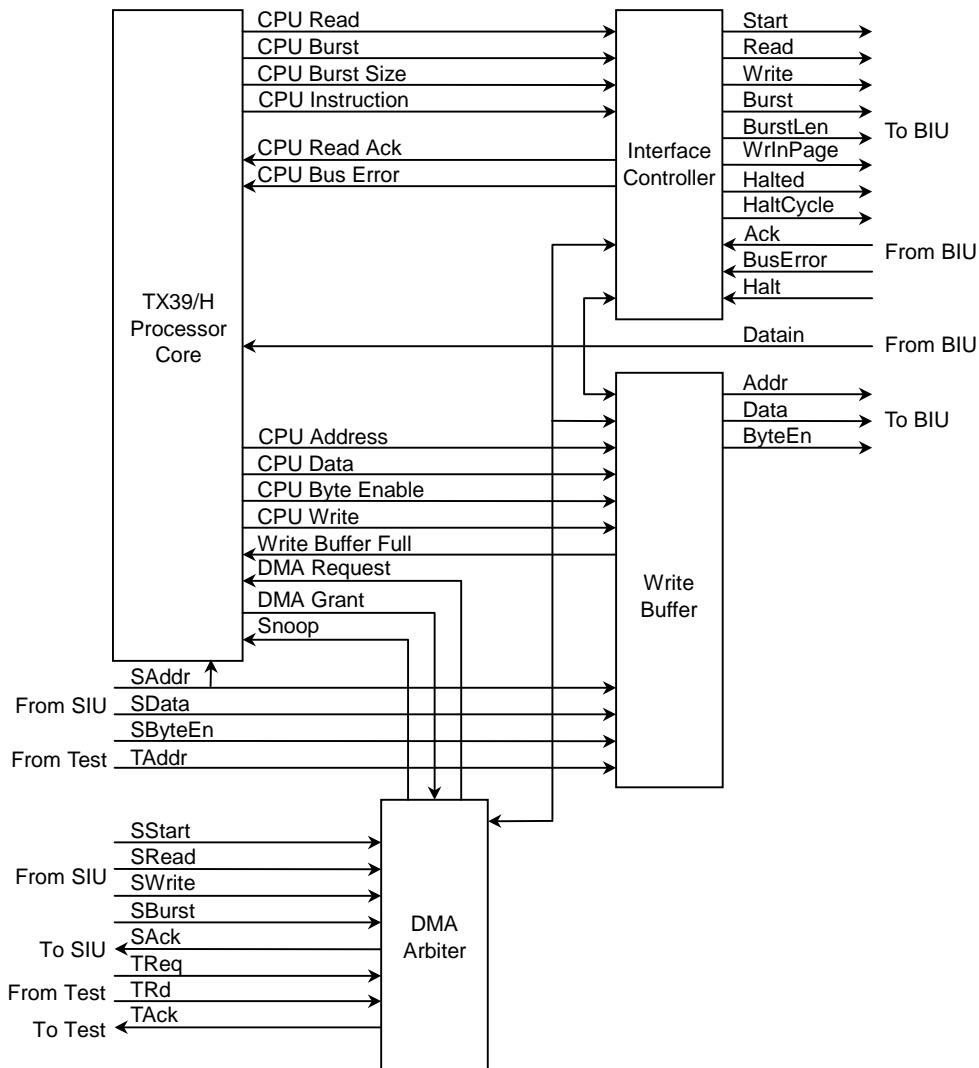 CPU Read
CPU Burst
CPU Burst Size
CPU Instruction
CPU Read Ack
CPU Bus Error
TX39/H
Processor
Core
Interface
Controller
Start
Read
Write
Burst
BurstLen
WrInPage
Halted
HaltCycle
To BIU
Ack
BusError
Halt
From BIU
Datain
From BIU
Addr
Data
ByteEn
To BIU
CPU Address
CPU Data
CPU Byte Enable
CPU Write
Write Buffer Full
DMA Request
DMA Grant
Snoop
Write
Buffer
SAddr
From SIU
SData
SByteEn
From Test
TAddr
SStart
SRead
From SIU
SWrite
SBurst
To SIU
SAck
TReq
From Test
TRd
To Test
TAck
DMA
Arbiter